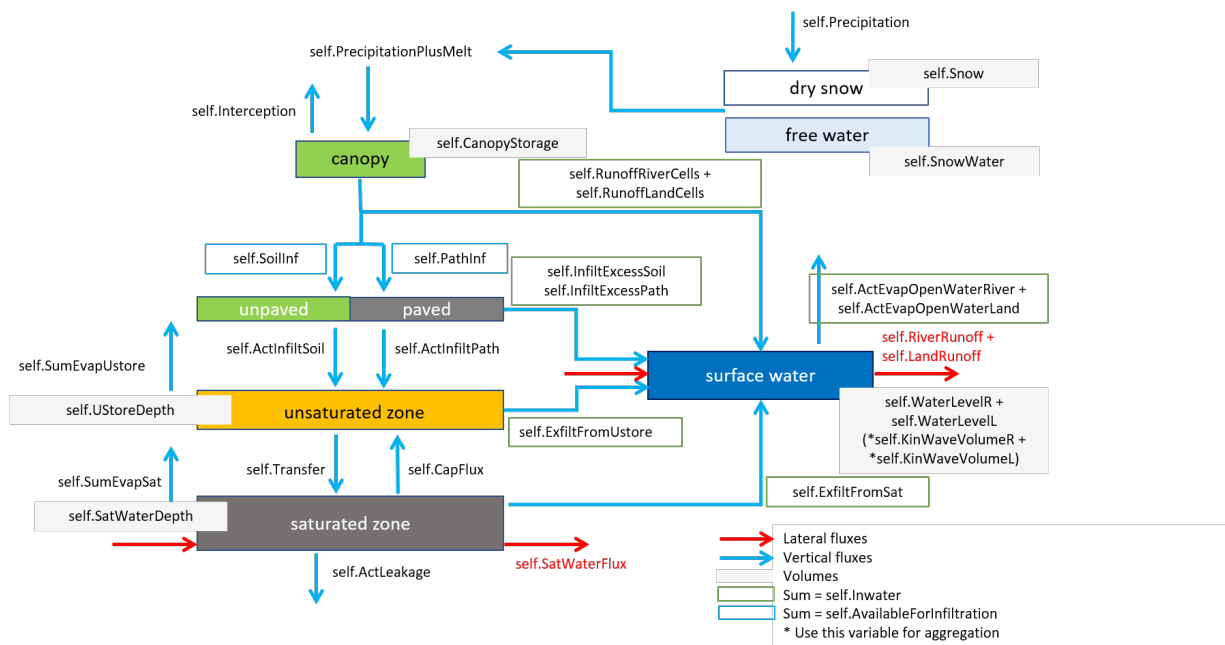 self.Precipitation
self.PrecipitationPlusMelt
self.Snow
dry snow
self.Interception
free water
self.CanopyStorage
canopy
self.SnowWater
self.RunoffRiverCells +
self.RunoffLandCells
self.SoilInf
self.PathInf
self.InfiltExcessSoil
self.InfiltExcessPath
self.ActEvapOpenWaterRiver +
self.ActEvapOpenWaterLand
unpaved
paved
self.RiverRunoff +
self.LandRunoff
self.ActInfiltSoil
self.ActInfiltPath
self.SumEvapUstore
surface water
self.UStoreDepth
unsaturated zone
self.WaterLevelR +
self.WaterLevelL
(*self.KinWaveVolumeR +
*self.KinWaveVolumeL)
self.ExfiltFromUstore
self.Transfer
self.CapFlux
self.SumEvapSat
self.ExfiltFromSat
self.SatWaterDepth
saturated zone
self.SatWaterFlux
self.ActLeakage
Lateral fluxes
Vertical fluxes
Volumes
Sum = self.Inwater
Sum = self.AvailableForInfiltration
* Use this variable for aggregation